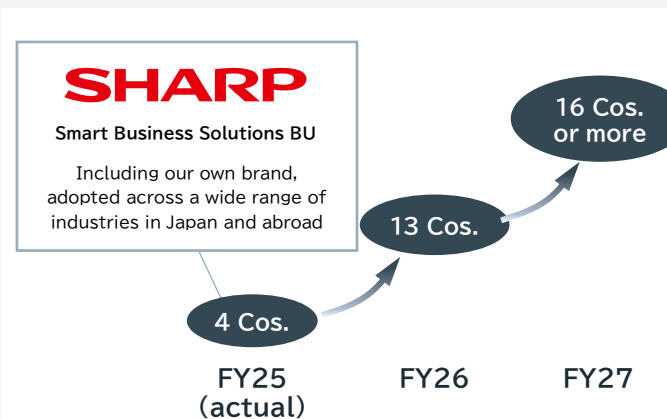 SHARP
Smart Business Solutions BU
Including our own brand,
adopted across a wide range of
industries in Japan and abroad
16 Cos.
or more
13 Cos.
4 Cos.
FY25
(actual)
FY26
FY27